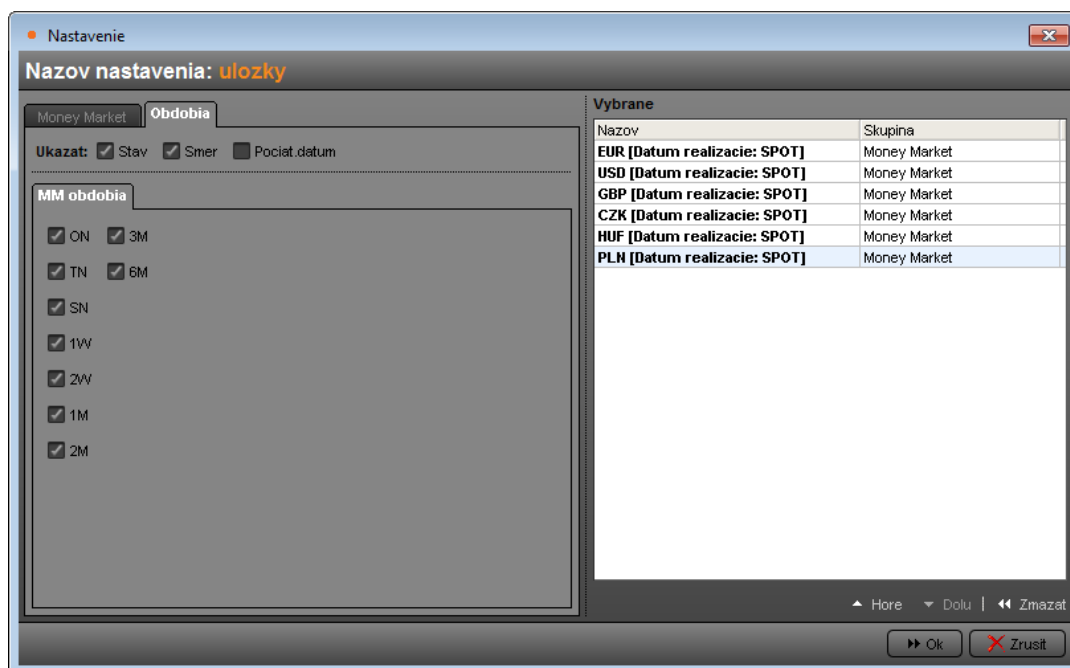 Nastavenie
Nazov nastavenia: ulozky
Money Market Obdobia
Ukazat: Stav Smer Pociat.datum
MM obdobia
ON 3M
TN 6M
SN
1W
2W
1M
2M
Vybrane
Nazov Skupina
EUR [Datum realizacie: SPOT] Money Market
USD [Datum realizacie: SPOT] Money Market
GBP [Datum realizacie: SPOT] Money Market
CZK [Datum realizacie: SPOT] Money Market
HUF [Datum realizacie: SPOT] Money Market
PLN [Datum realizacie: SPOT] Money Market
Hore Dolu | Zmazat
Ok Zrusit